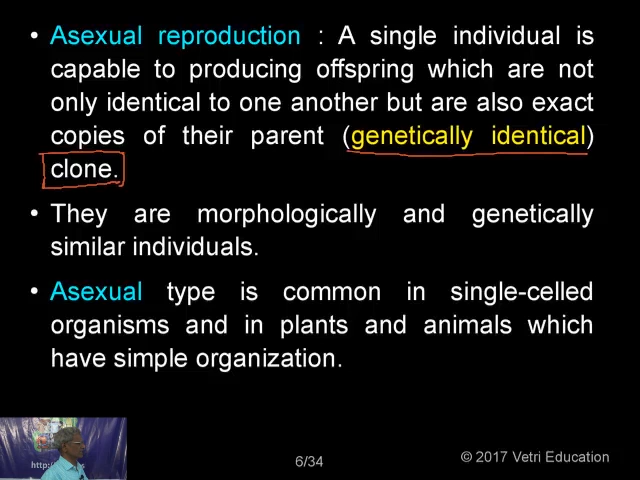 • Asexual reproduction : A single individual is
capable to producing offspring which are not
only identical to one another but are also exact
copies of their parent (genetically identical)
clone.
• They are morphologically and genetically
similar individuals.
• Asexual type is common in single-celled
organisms and in plants and animals which
have simple organization.
6/34
© 2017 Vetri Education